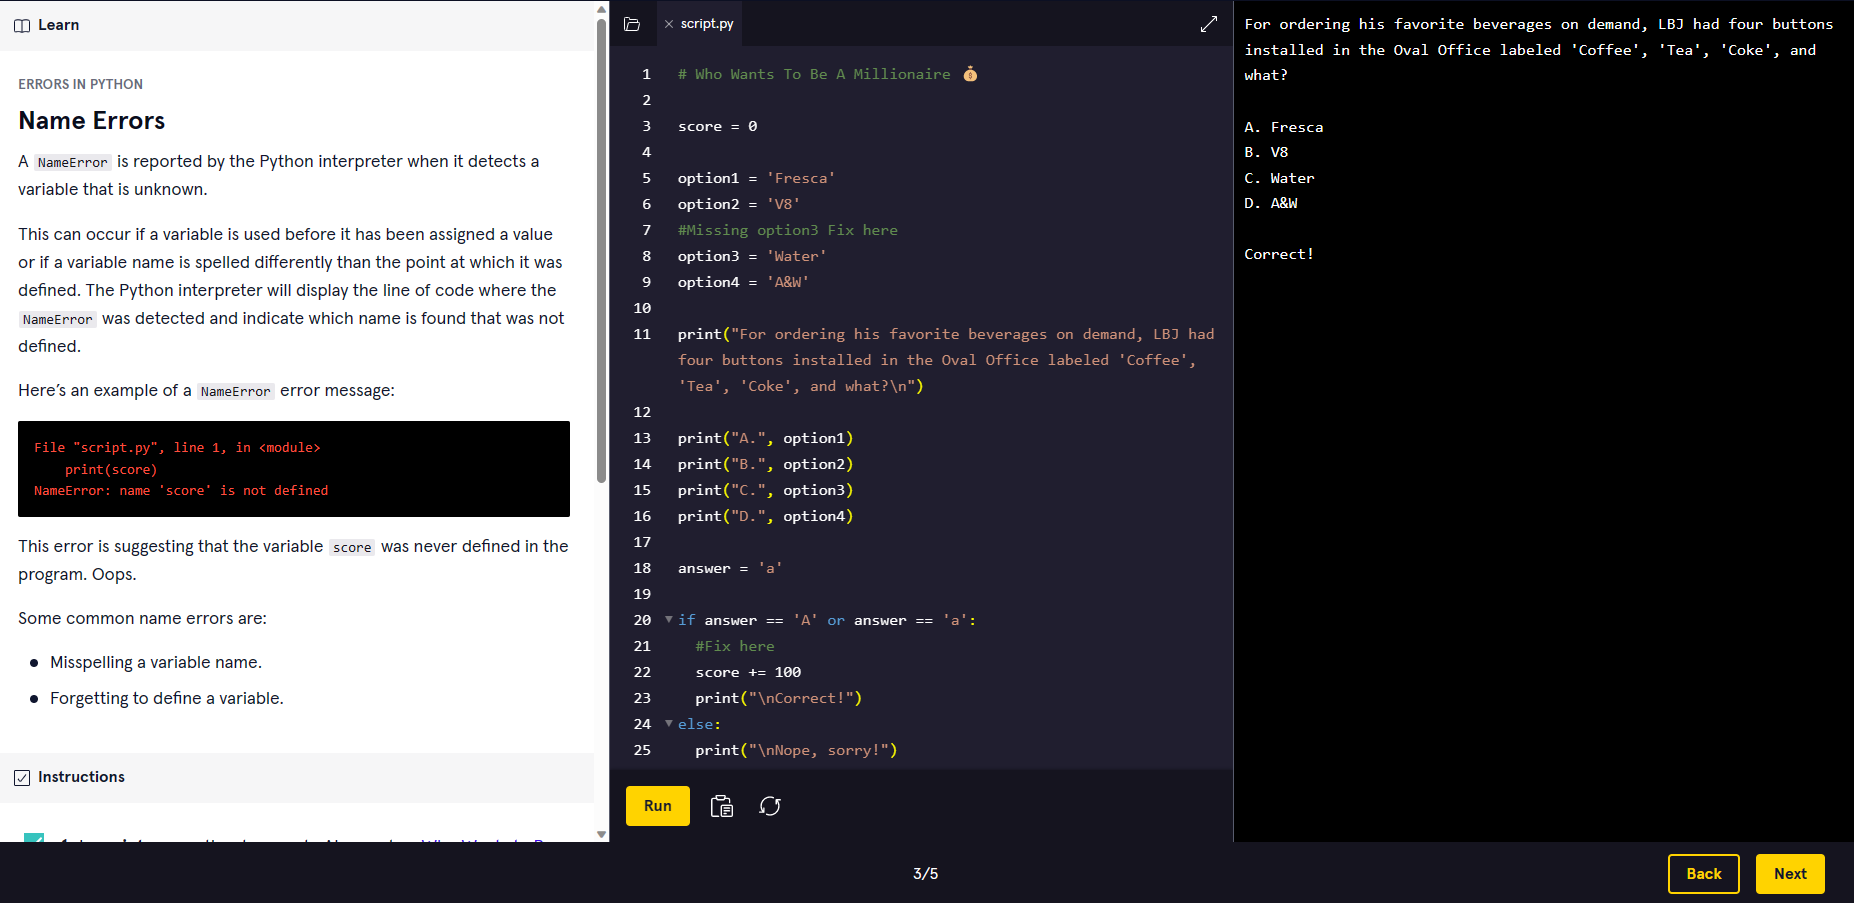 Learn
ERRORS IN PYTHON
Name Errors
A NameError is reported by the Python interpreter when it detects a
variable that is unknown.
This can occur if a variable is used before it has been assigned a value
or if a variable name is spelled differently than the point at which it was
defined. The Python interpreter will display the line of code where the
NameError was detected and indicate which name is found that was not
defined.
Here's an example of a NameError error message:
File "script.py", line 1, in <module>
    print(score)
NameError: name 'score' is not defined
This error is suggesting that the variable score was never defined in the
program. Oops.
Some common name errors are:
• Misspelling a variable name.
• Forgetting to define a variable.
Instructions
script.py
1 # Who Wants To Be A Millionaire 💰
2
3 score = 0
4
5 option1 = 'Fresca'
6 option2 = 'V8'
7 #Missing option3 Fix here
8 option3 = 'Water'
9 option4 = 'A&W'
10
11 print("For ordering his favorite beverages on demand, LBJ had
four buttons installed in the Oval Office labeled 'Coffee',
'Tea', 'Coke', and what?\n")
12
13 print("A.", option1)
14 print("B.", option2)
15 print("C.", option3)
16 print("D.", option4)
17
18 answer = 'a'
19
20 if answer == 'A' or answer == 'a':
21   #Fix here
22   score += 100
23   print("\nCorrect!")
24 else:
25   print("\nNope, sorry!")
Run
For ordering his favorite beverages on demand, LBJ had four buttons
installed in the Oval Office labeled 'Coffee', 'Tea', 'Coke', and
what?
A. Fresca
B. V8
C. Water
D. A&W
Correct!
3/5
Back
Next